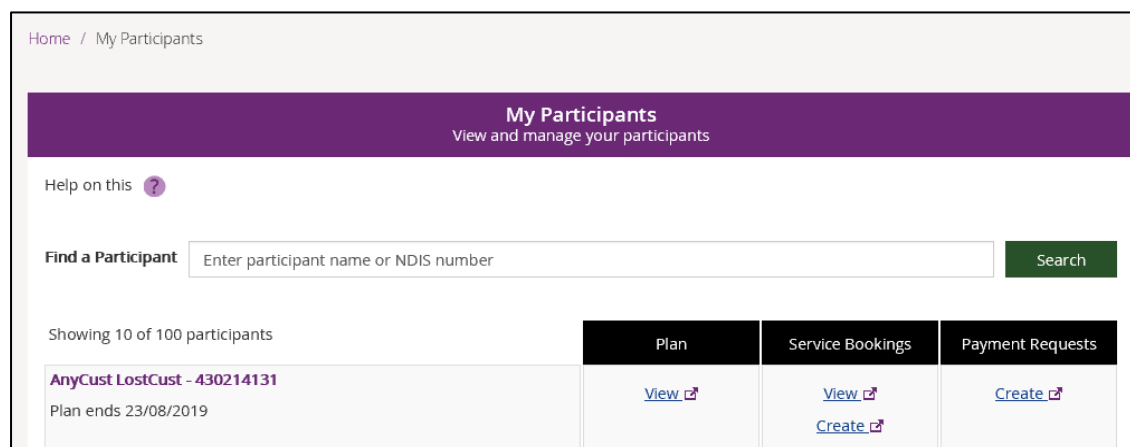 Home / My Participants
My Participants
View and manage your participants
Help on this ?
Find a Participant Enter participant name or NDIS number Search
Showing 10 of 100 participants Plan Service Bookings Payment Requests
AnyCust LostCust - 430214131
Plan ends 23/08/2019
View View Create
Create